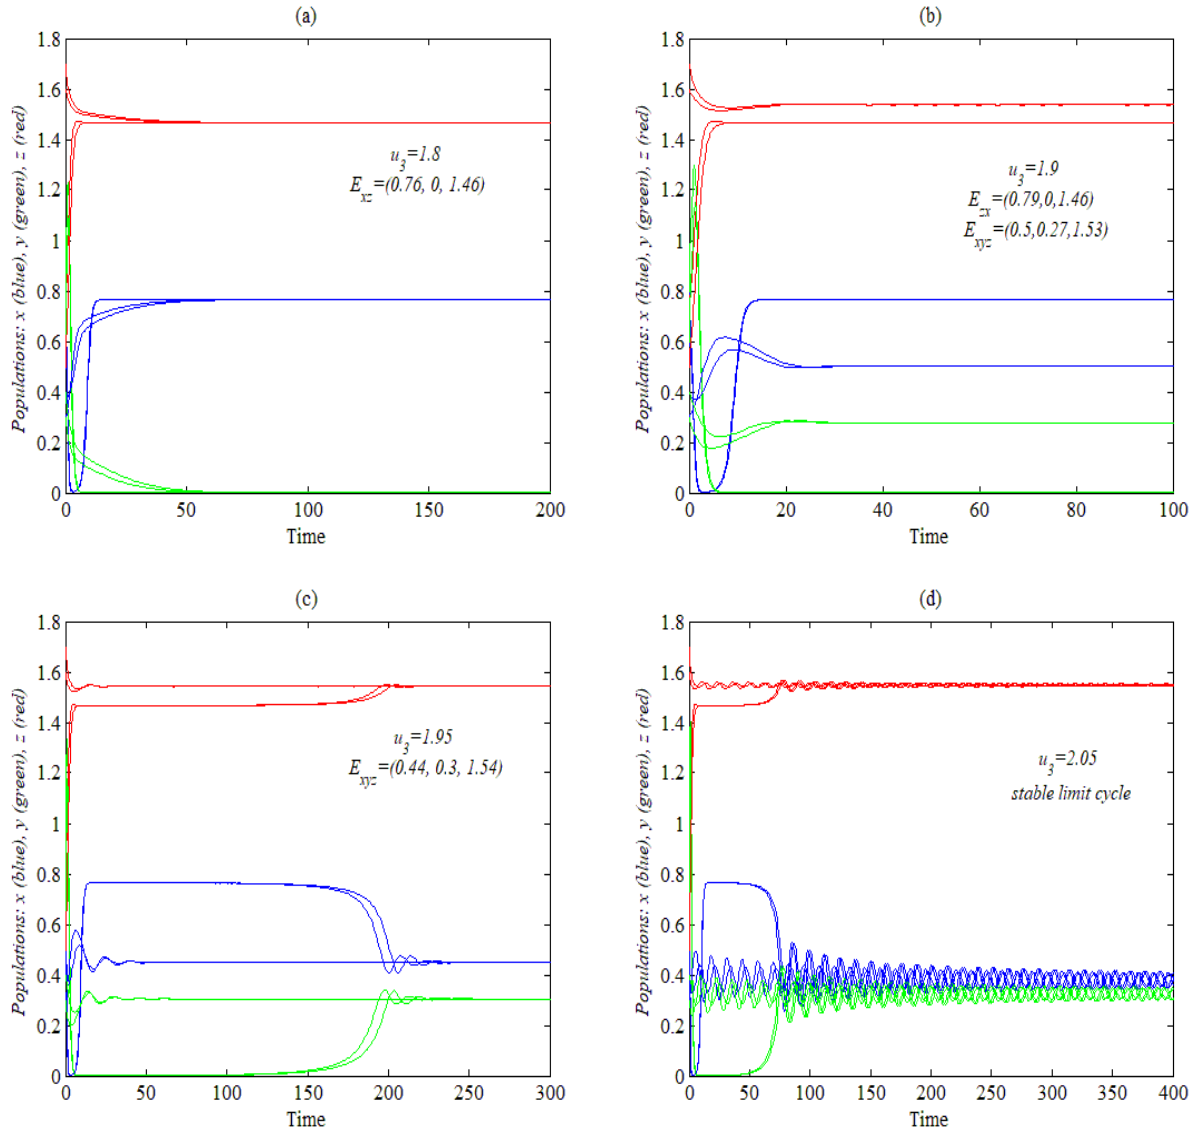 (a)
Populations: x (blue), y (green), z (red)
1.8
1.6
1.4
1.2
1
0.8
0.6
0.4
0.2
0
u_3=1.8
E_xz=(0.76, 0, 1.46)
0 50 100 150 200
Time
(b)
Populations: x (blue), y (green), z (red)
1.8
1.6
1.4
1.2
1
0.8
0.6
0.4
0.2
0
u_3=1.9
E_zx=(0.79,0,1.46)
E_xyz=(0.5,0.27,1.53)
0 20 40 60 80 100
Time
(c)
Populations: x (blue), y (green), z (red)
1.8
1.6
1.4
1.2
1
0.8
0.6
0.4
0.2
0
u_3=1.95
E_xyz=(0.44, 0.3, 1.54)
0 50 100 150 200 250 300
Time
(d)
Populations: x (blue), y (green), z (red)
1.8
1.6
1.4
1.2
1
0.8
0.6
0.4
0.2
0
u_3=2.05
stable limit cycle
0 50 100 150 200 250 300 350 400
Time